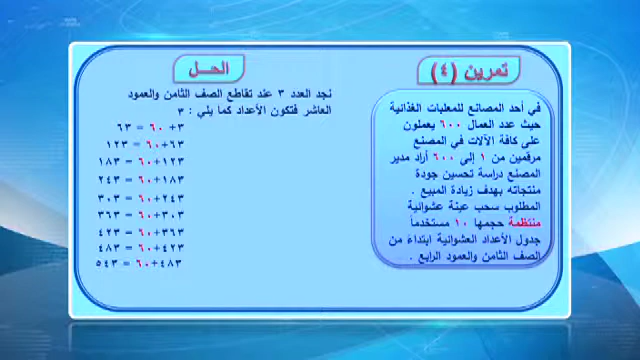 تمرين (٤)
في أحد المصانع للمعلبات الغذائية
حيث عدد العمال ٦٠٠ يعملون
على كافة الآلات في المصنع
مرقمين من ١ إلى ٦٠٠ أراد مدير
المصنع دراسة تحسين جودة
منتجاته بهدف زيادة المبيع .
المطلوب سحب عينة عشوائية
منتظمة حجمها ١٠ مستخدماً
جدول الأعداد العشوائية ابتداءً من
الصف الثامن والعمود الرابع .
الحـل
نجد العدد ٣ عند تقاطع الصف الثامن والعمود
العاشر فتكون الأعداد كما يلي : ٣
٣+ ٦٠ = ٦٣
٦٣+ ٦٠ = ١٢٣
١٢٣+ ٦٠ = ١٨٣
١٨٣+ ٦٠ = ٢٤٣
٢٤٣+ ٦٠ = ٣٠٣
٣٠٣+ ٦٠ = ٣٦٣
٣٦٣+ ٦٠ = ٤٢٣
٤٢٣+ ٦٠ = ٤٨٣
٤٨٣+ ٦٠ = ٥٤٣